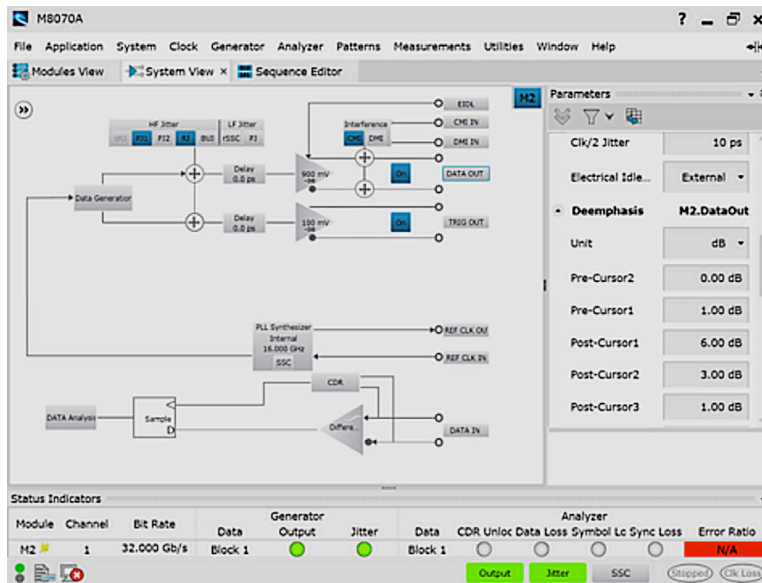 M8070A
File Application System Clock Generator Analyzer Patterns Measurements Utilities Window Help
Modules View System View Sequence Editor
M2 Parameters
HF Jitter LF Jitter
PJ1 PJ2 RJ BUJ rSSC PJ
Interference
CMI DMI
EIDL
CMI IN
DMI IN
Data Generator
Delay
0.0 ps
900 mV
On
DATA OUT
Delay
0.0 ps
100 mV
On
TRIG OUT
PLL Synthesizer
Internal
16.000 GHz
SSC
REF CLK OU
REF CLK IN
CDR
DATA Analysis
Sample
D
Differe...
DATA IN
Clk/2 Jitter 10 ps
Electrical Idle... External
Deemphasis M2.DataOut
Unit dB
Pre-Cursor2 0.00 dB
Pre-Cursor1 1.00 dB
Post-Cursor1 6.00 dB
Post-Cursor2 3.00 dB
Post-Cursor3 1.00 dB
Status Indicators
Generator Analyzer
Module Channel Bit Rate Data Output Jitter Data CDR Unloc Data Loss Symbol Lc Sync Loss Error Ratio
M2 1 32.000 Gb/s Block 1 Block 1 N/A
Output Jitter SSC Stopped Clk Loss